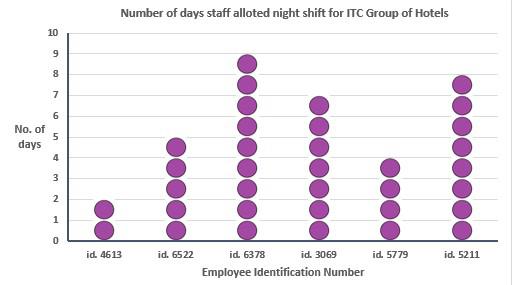 Number of days staff alloted night shift for ITC Group of Hotels
10
9
8
7
6
5
4
3
2
1
0
No. of
days
id. 4613 id. 6522 id. 6378 id. 3069 id. 5779 id. 5211
Employee Identification Number